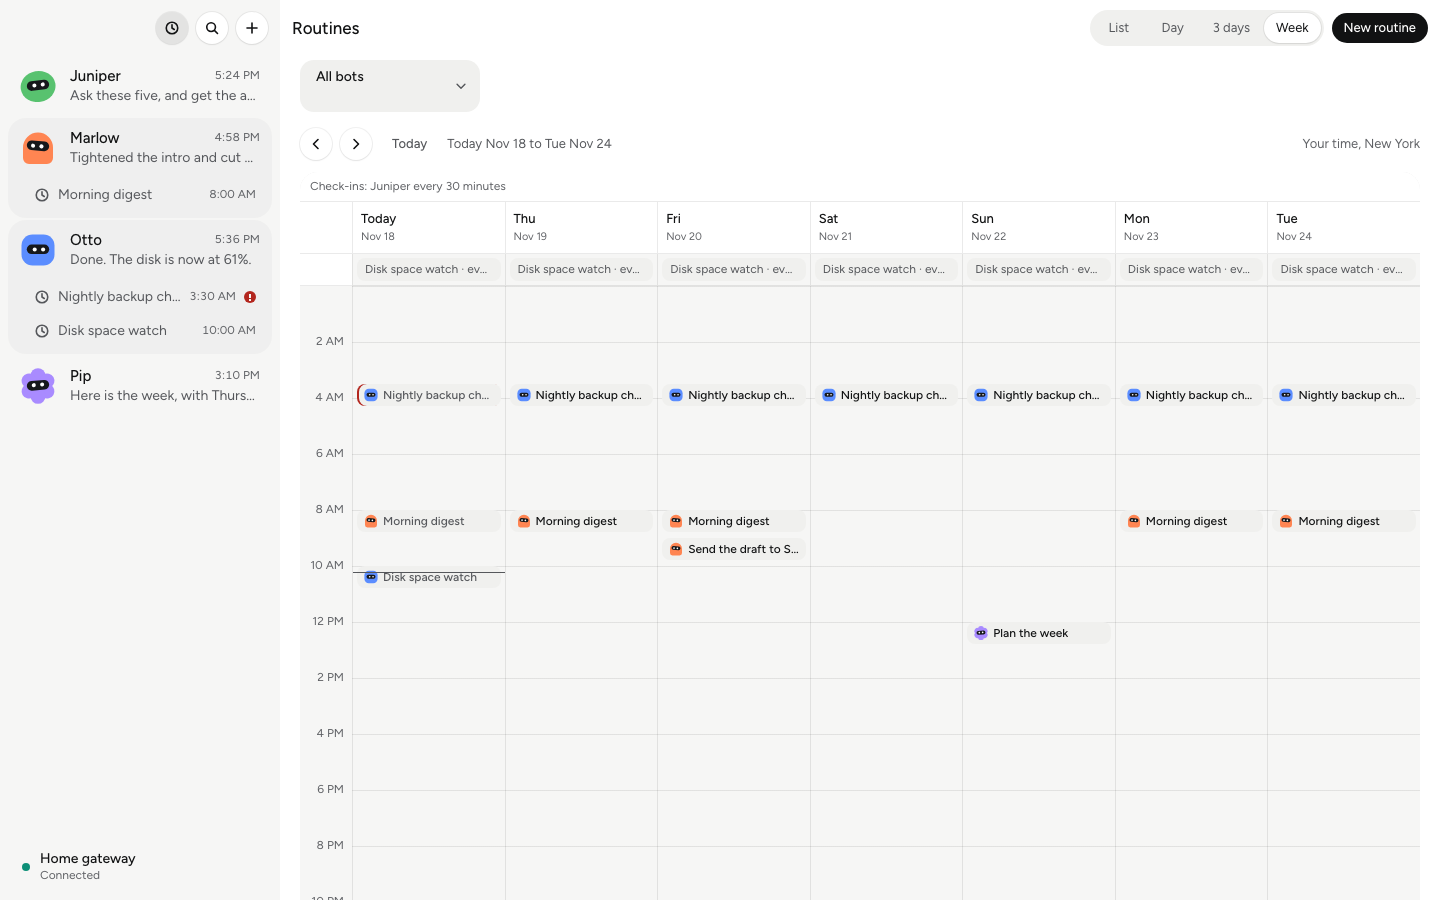 Juniper 5:24 PM
Ask these five, and get the a...
Marlow 4:58 PM
Tightened the intro and cut ...
Morning digest 8:00 AM
Otto 5:36 PM
Done. The disk is now at 61%.
Nightly backup ch... 3:30 AM
Disk space watch 10:00 AM
Pip 3:10 PM
Here is the week, with Thurs...
Home gateway
Connected
Routines
List Day 3 days Week New routine
All bots
Today Today Nov 18 to Tue Nov 24 Your time, New York
Check-ins: Juniper every 30 minutes
Today Thu Fri Sat Sun Mon Tue
Nov 18 Nov 19 Nov 20 Nov 21 Nov 22 Nov 23 Nov 24
Disk space watch · ev... Disk space watch · ev... Disk space watch · ev... Disk space watch · ev... Disk space watch · ev... Disk space watch · ev... Disk space watch · ev...
2 AM
Nightly backup ch... Nightly backup ch... Nightly backup ch... Nightly backup ch... Nightly backup ch... Nightly backup ch... Nightly backup ch...
4 AM
6 AM
8 AM
Morning digest Morning digest Morning digest Morning digest Morning digest
Send the draft to S...
10 AM
Disk space watch
12 PM
Plan the week
2 PM
4 PM
6 PM
8 PM
10 PM